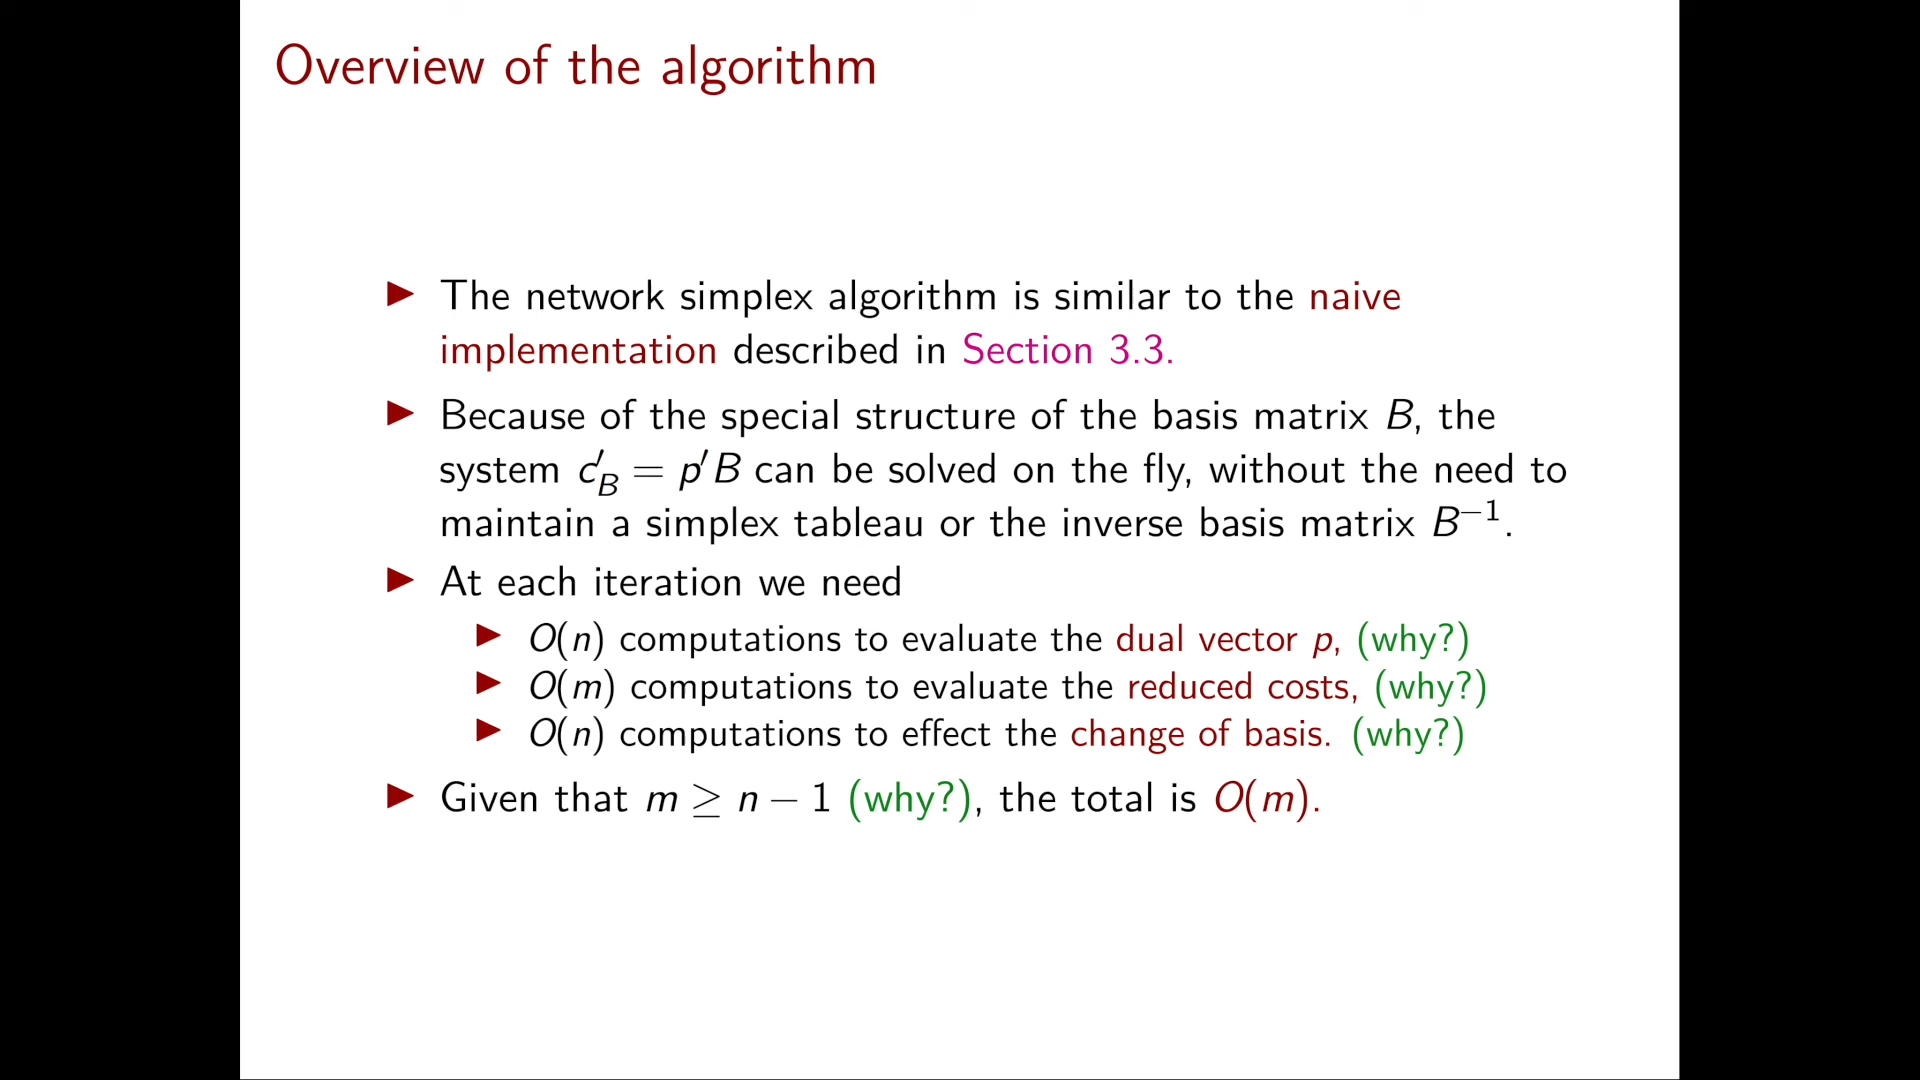 Overview of the algorithm
▶ The network simplex algorithm is similar to the naive
implementation described in Section 3.3.
▶ Because of the special structure of the basis matrix B, the
system c′_B = p′B can be solved on the fly, without the need to
maintain a simplex tableau or the inverse basis matrix B⁻¹.
▶ At each iteration we need
▶ O(n) computations to evaluate the dual vector p, (why?)
▶ O(m) computations to evaluate the reduced costs, (why?)
▶ O(n) computations to effect the change of basis. (why?)
▶ Given that m ≥ n − 1 (why?), the total is O(m).